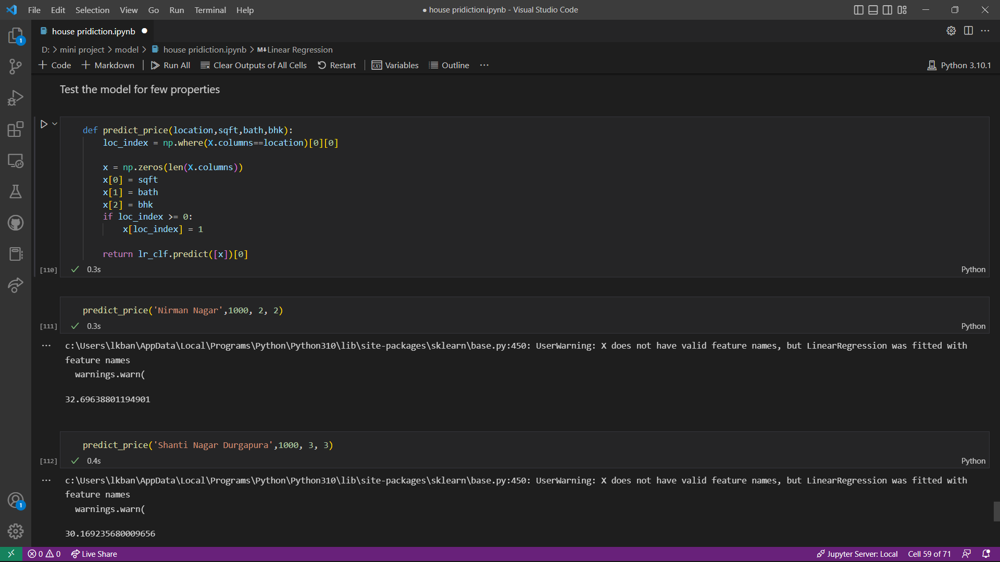 File Edit Selection View Go Run Terminal Help
● house pridiction.ipynb - Visual Studio Code
house pridiction.ipynb ●
1
D: > mini project > model > house pridiction.ipynb > M↓Linear Regression
+ Code + Markdown | Run All Clear Outputs of All Cells Restart | Variables Outline ···
Python 3.10.1
Test the model for few properties
def predict_price(location,sqft,bath,bhk):
    loc_index = np.where(X.columns==location)[0][0]
    x = np.zeros(len(X.columns))
    x[0] = sqft
    x[1] = bath
    x[2] = bhk
    if loc_index >= 0:
        x[loc_index] = 1
    return lr_clf.predict([x])[0]
[110] ✓ 0.3s Python
predict_price('Nirman Nagar',1000, 2, 2)
[111] ✓ 0.3s Python
c:\Users\lkban\AppData\Local\Programs\Python\Python310\lib\site-packages\sklearn\base.py:450: UserWarning: X does not have valid feature names, but LinearRegression was fitted with
feature names
  warnings.warn(
32.69638801194901
predict_price('Shanti Nagar Durgapura',1000, 3, 3)
[112] ✓ 0.4s Python
c:\Users\lkban\AppData\Local\Programs\Python\Python310\lib\site-packages\sklearn\base.py:450: UserWarning: X does not have valid feature names, but LinearRegression was fitted with
feature names
  warnings.warn(
1
30.169235680009656
0 0 Live Share
Jupyter Server: Local Cell 59 of 71